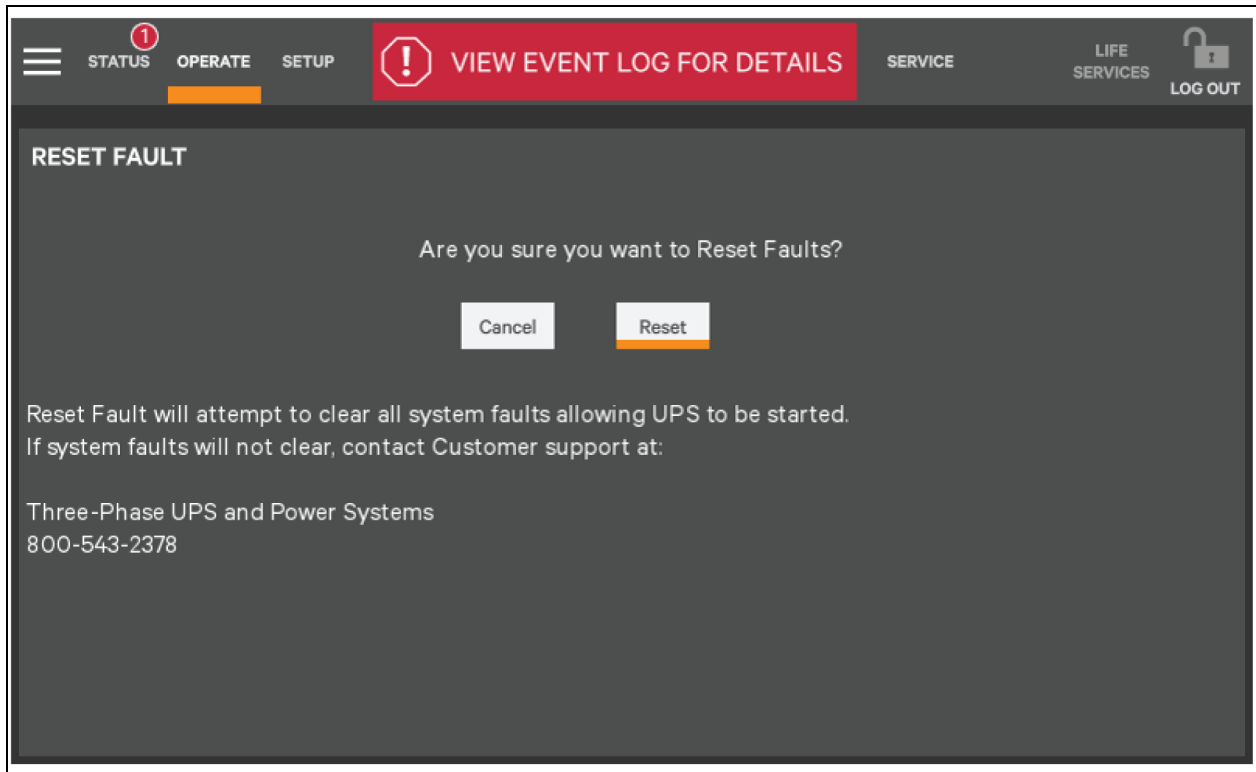 1
STATUS OPERATE SETUP ! VIEW EVENT LOG FOR DETAILS SERVICE LIFE SERVICES LOG OUT
RESET FAULT
Are you sure you want to Reset Faults?
Cancel Reset
Reset Fault will attempt to clear all system faults allowing UPS to be started.
If system faults will not clear, contact Customer support at:
Three-Phase UPS and Power Systems
800-543-2378